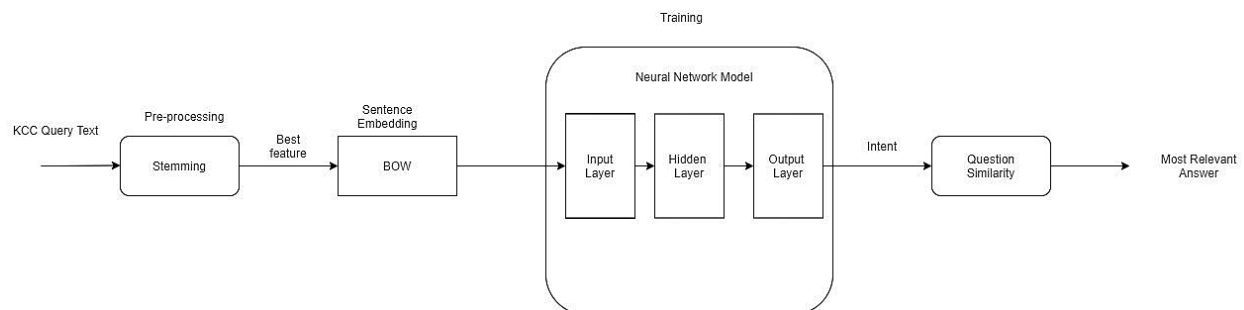 Training
Neural Network Model
KCC Query Text
Pre-processing
Stemming
Best
feature
Sentence
Embedding
BOW
Input
Layer
Hidden
Layer
Output
Layer
Intent
Question
Similarity
Most Relevant
Answer